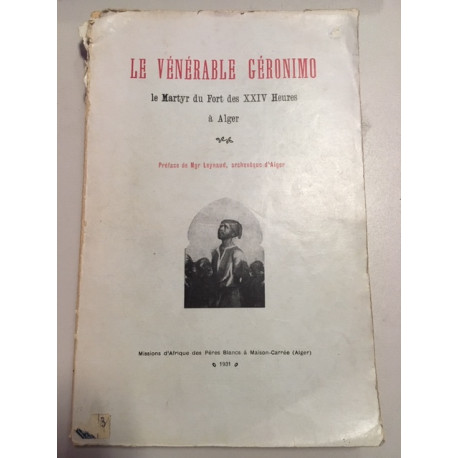 LE VÉNÉRABLE GÉRONIMO
le Martyr du Fort des XXIV Heures
à Alger
Préface de Mgr Leynaud, archevêque d'Alger
Missions d'Afrique des Pères Blancs à Maison-Carrée (Alger)
1931
3